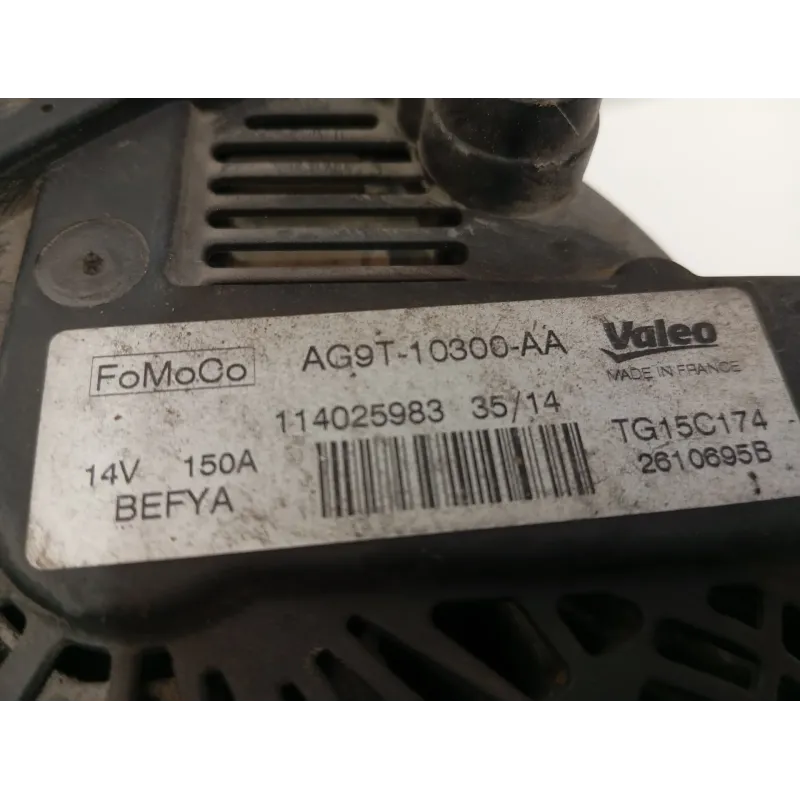 FoMoCo AG9T-10300-AA Valeo
MADE IN FRANCE
114025983 35/14 TG15C174
14V 150A 2610695B
BEFYA